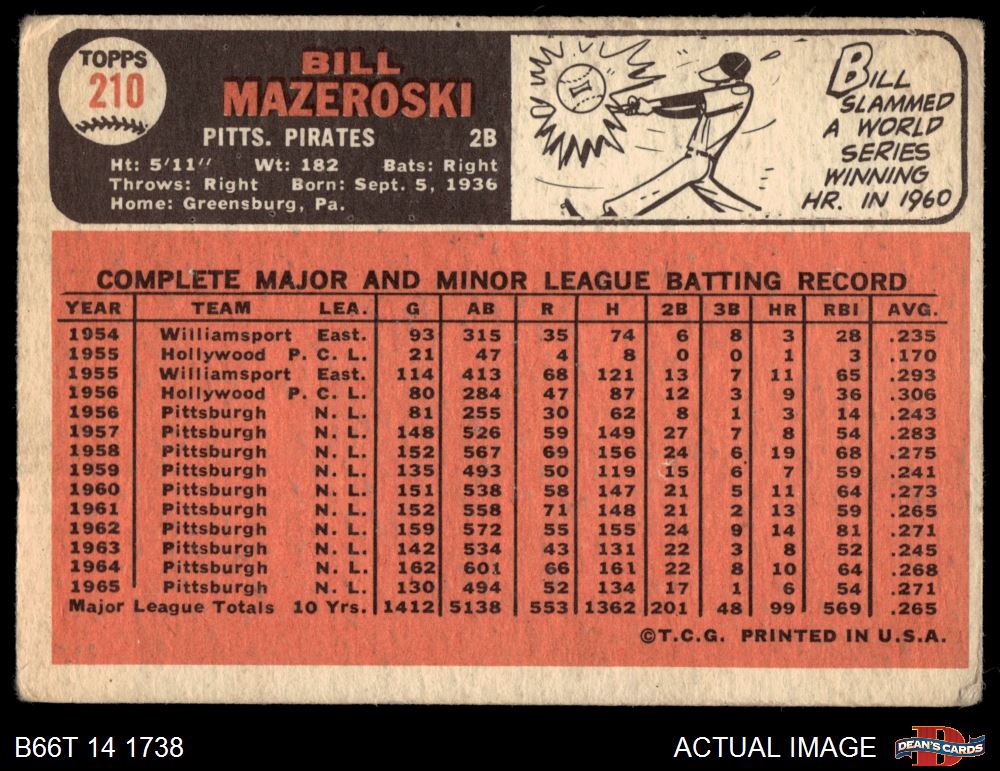 TOPPS
210
BILL
MAZEROSKI
PITTS. PIRATES 2B
Ht: 5'11" Wt: 182 Bats: Right
Throws: Right Born: Sept. 5, 1936
Home: Greensburg, Pa.
BILL
SLAMMED
A WORLD
SERIES
WINNING
HR. IN 1960
COMPLETE MAJOR AND MINOR LEAGUE BATTING RECORD
YEAR TEAM LEA. G AB R H 2B 3B HR RBI AVG.
1954 Williamsport East. 93 315 35 74 6 8 3 28 .235
1955 Hollywood P. C. L. 21 47 4 8 0 0 1 3 .170
1955 Williamsport East. 114 413 68 121 13 7 11 65 .293
1956 Hollywood P. C. L. 80 284 47 87 12 3 9 36 .306
1956 Pittsburgh N. L. 81 255 30 62 8 1 3 14 .243
1957 Pittsburgh N. L. 148 526 59 149 27 7 8 54 .283
1958 Pittsburgh N. L. 152 567 69 156 24 6 19 68 .275
1959 Pittsburgh N. L. 135 493 50 119 15 6 7 59 .241
1960 Pittsburgh N. L. 151 538 58 147 21 5 11 64 .273
1961 Pittsburgh N. L. 152 558 71 148 21 2 13 59 .265
1962 Pittsburgh N. L. 159 572 55 155 24 9 14 81 .271
1963 Pittsburgh N. L. 142 534 43 131 22 3 8 52 .245
1964 Pittsburgh N. L. 162 601 66 161 22 8 10 64 .268
1965 Pittsburgh N. L. 130 494 52 134 17 1 6 54 .271
Major League Totals 10 Yrs. 1412 5138 553 1362 201 48 99 569 .265
©T.C.G. PRINTED IN U.S.A.
B66T 14 1738 ACTUAL IMAGE DEAN'S CARDS